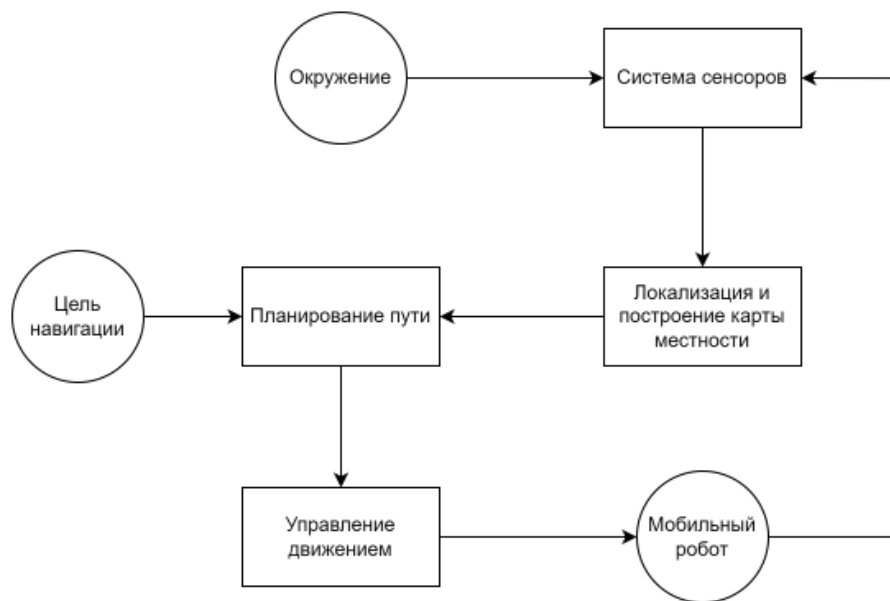 Окружение
Система сенсоров
Цель
навигации
Планирование пути
Локализация и
построение карты
местности
Управление
движением
Мобильный
робот